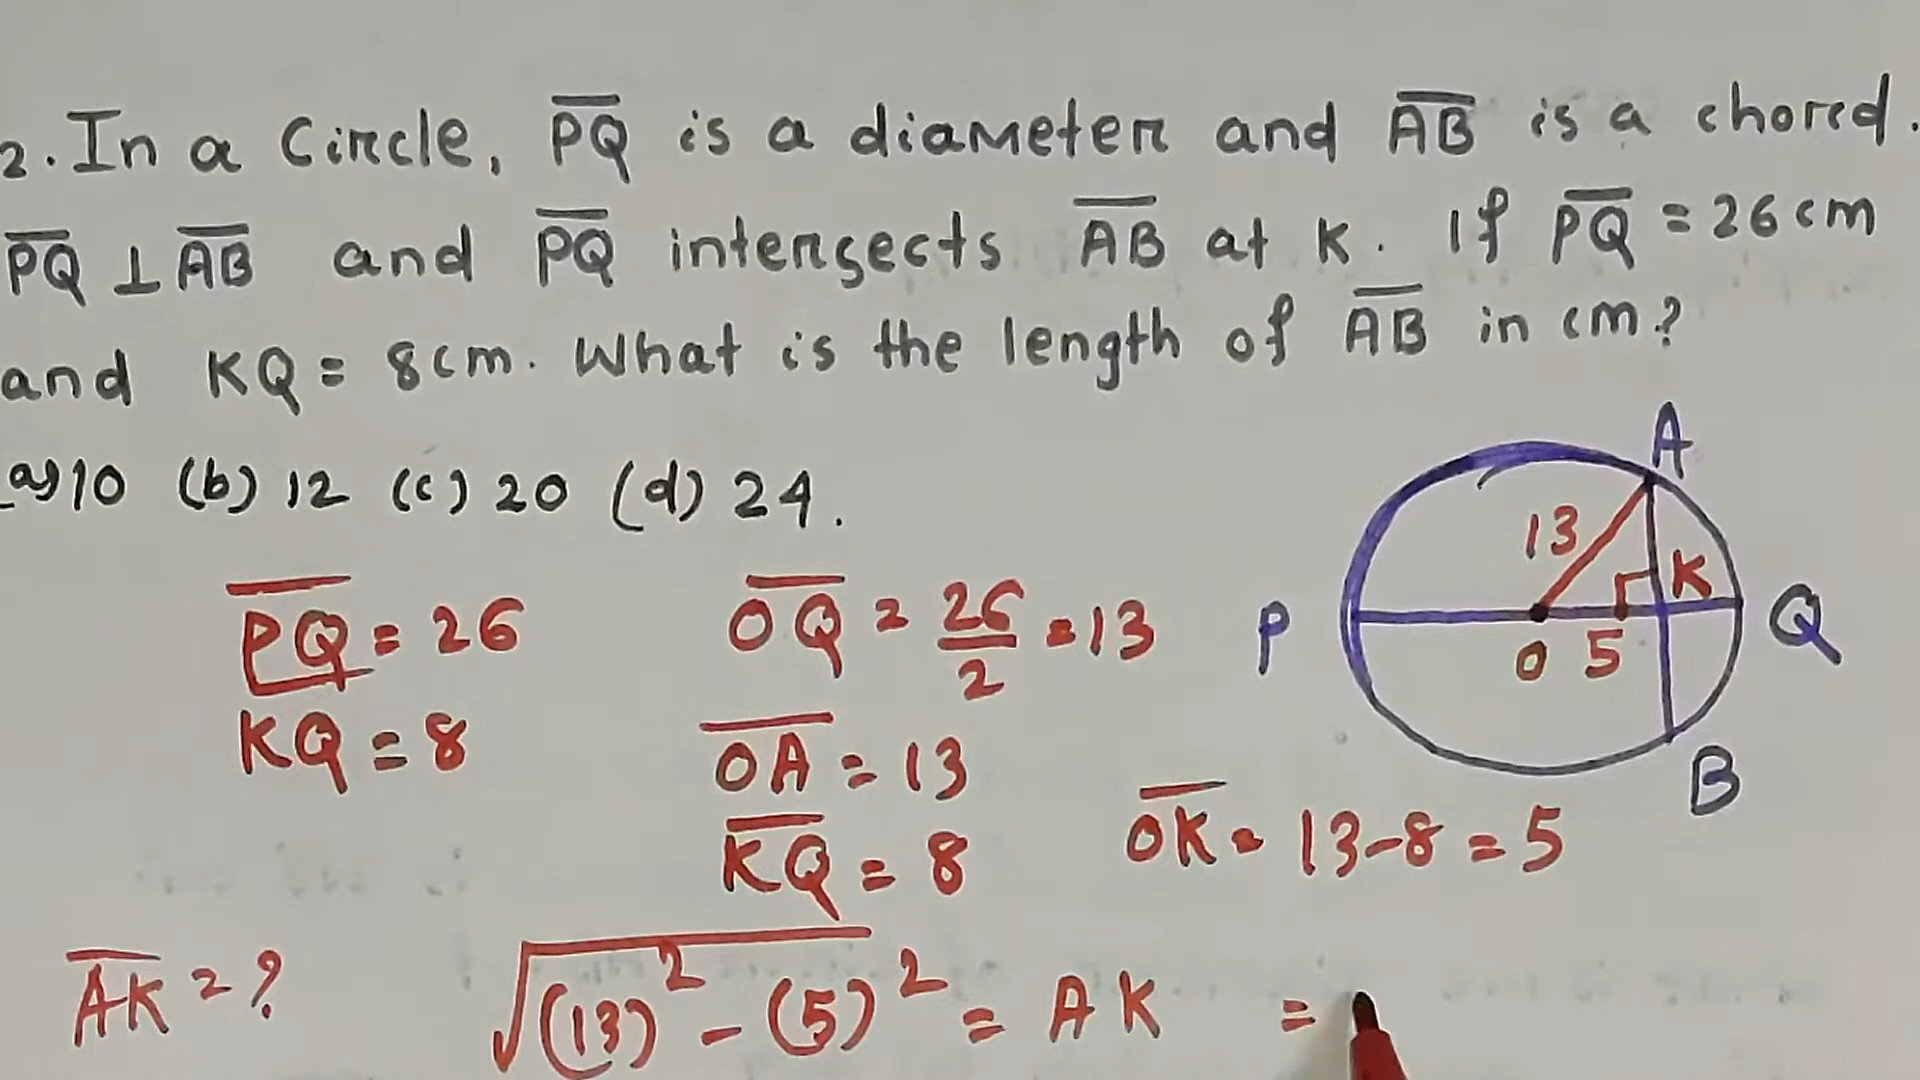 2. In a Circle, PQ is a diameter and AB is a chord.
PQ ⊥ AB and PQ intersects AB at K. If PQ = 26 cm
and KQ = 8cm. What is the length of AB in cm?
a) 10 (b) 12 (c) 20 (d) 24.
A
13
K
P
Q
O 5
B
PQ = 26
KQ = 8
OQ = 26/2 = 13
OA = 13
KQ = 8
OK = 13-8 = 5
AK = ?
√(13)² - (5)² = AK =